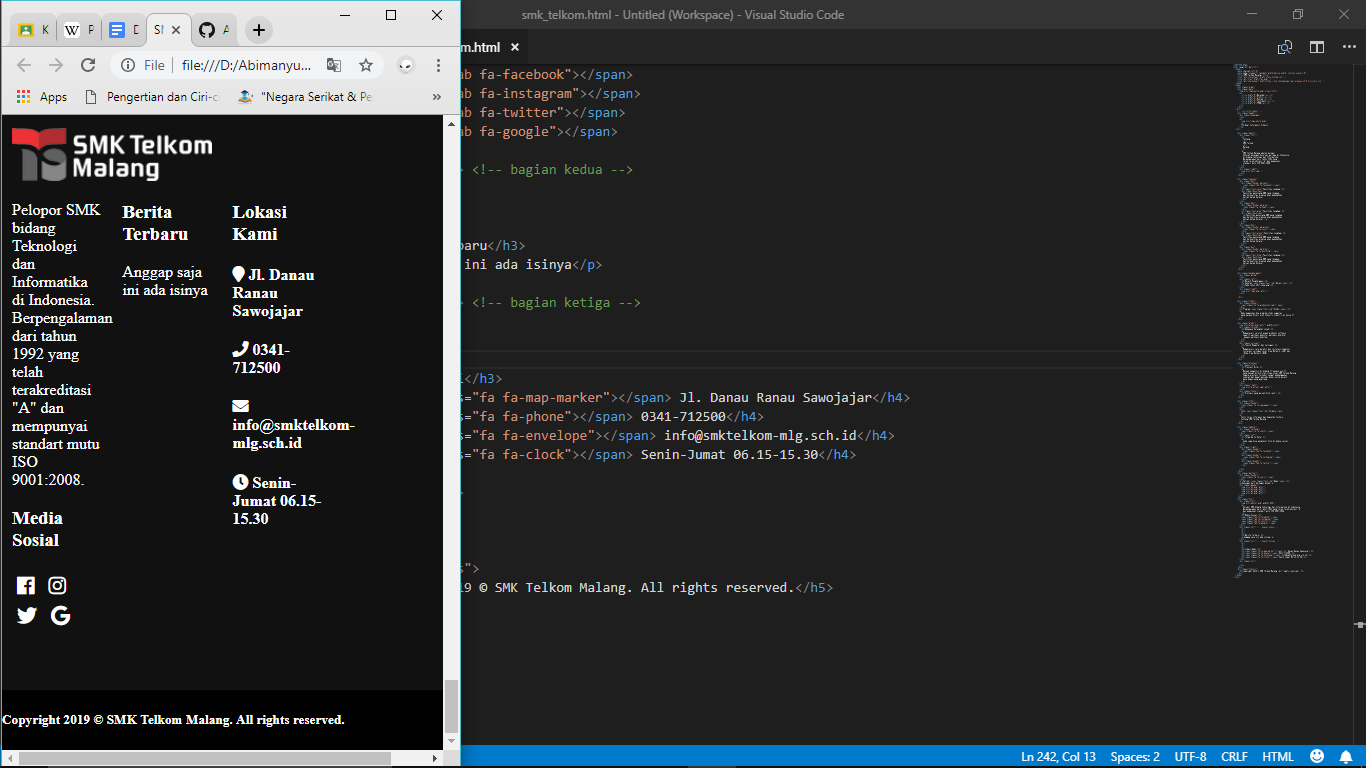 smk_telkom.html - Untitled (Workspace) - Visual Studio Code
K
P
D
SI
A
m.html
File
file:///D:/Abimanyu...
Apps
Pengertian dan Ciri-c
"Negara Serikat & Pe
SMK Telkom
Malang
Pelopor SMK
bidang
Teknologi
dan
Informatika
di Indonesia.
Berpengalaman
dari tahun
1992 yang
telah
terakreditasi
"A" dan
mempunyai
standart mutu
ISO
9001:2008.
Media
Sosial
Berita
Terbaru
Anggap saja
ini ada isinya
Lokasi
Kami
Jl. Danau
Ranau
Sawojajar
0341-
712500
info@smktelkom-
mlg.sch.id
Senin-
Jumat 06.15-
15.30
Copyright 2019 © SMK Telkom Malang. All rights reserved.
ab fa-facebook"></span>
ab fa-instagram"></span>
ab fa-twitter"></span>
ab fa-google"></span>
<!-- bagian kedua -->
baru</h3>
ini ada isinya</p>
<!-- bagian ketiga -->
i</h3>
s="fa fa-map-marker"></span> Jl. Danau Ranau Sawojajar</h4>
s="fa fa-phone"></span> 0341-712500</h4>
s="fa fa-envelope"></span> info@smktelkom-mlg.sch.id</h4>
s="fa fa-clock"></span> Senin-Jumat 06.15-15.30</h4>
s">
19 © SMK Telkom Malang. All rights reserved.</h5>
Ln 242, Col 13
Spaces: 2
UTF-8
CRLF
HTML